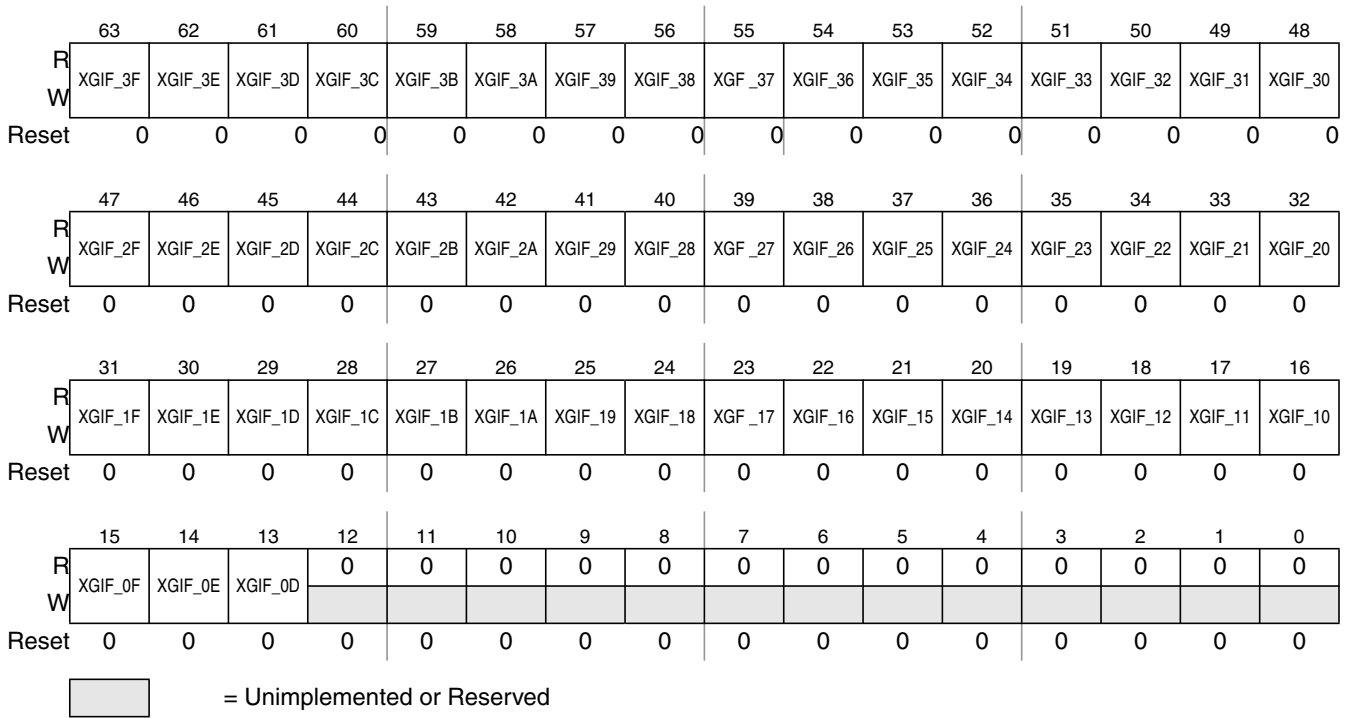 63 62 61 60 59 58 57 56 55 54 53 52 51 50 49 48
R
XGIF_3F XGIF_3E XGIF_3D XGIF_3C XGIF_3B XGIF_3A XGIF_39 XGIF_38 XGF _37 XGIF_36 XGIF_35 XGIF_34 XGIF_33 XGIF_32 XGIF_31 XGIF_30
W
Reset 0 0 0 0 0 0 0 0 0 0 0 0 0 0 0 0
47 46 45 44 43 42 41 40 39 38 37 36 35 34 33 32
R
XGIF_2F XGIF_2E XGIF_2D XGIF_2C XGIF_2B XGIF_2A XGIF_29 XGIF_28 XGF _27 XGIF_26 XGIF_25 XGIF_24 XGIF_23 XGIF_22 XGIF_21 XGIF_20
W
Reset 0 0 0 0 0 0 0 0 0 0 0 0 0 0 0 0
31 30 29 28 27 26 25 24 23 22 21 20 19 18 17 16
R
XGIF_1F XGIF_1E XGIF_1D XGIF_1C XGIF_1B XGIF_1A XGIF_19 XGIF_18 XGF _17 XGIF_16 XGIF_15 XGIF_14 XGIF_13 XGIF_12 XGIF_11 XGIF_10
W
Reset 0 0 0 0 0 0 0 0 0 0 0 0 0 0 0 0
15 14 13 12 11 10 9 8 7 6 5 4 3 2 1 0
R 0 0 0 0 0 0 0 0 0 0 0 0 0
XGIF_0F XGIF_0E XGIF_0D
W
Reset 0 0 0 0 0 0 0 0 0 0 0 0 0 0 0 0
= Unimplemented or Reserved